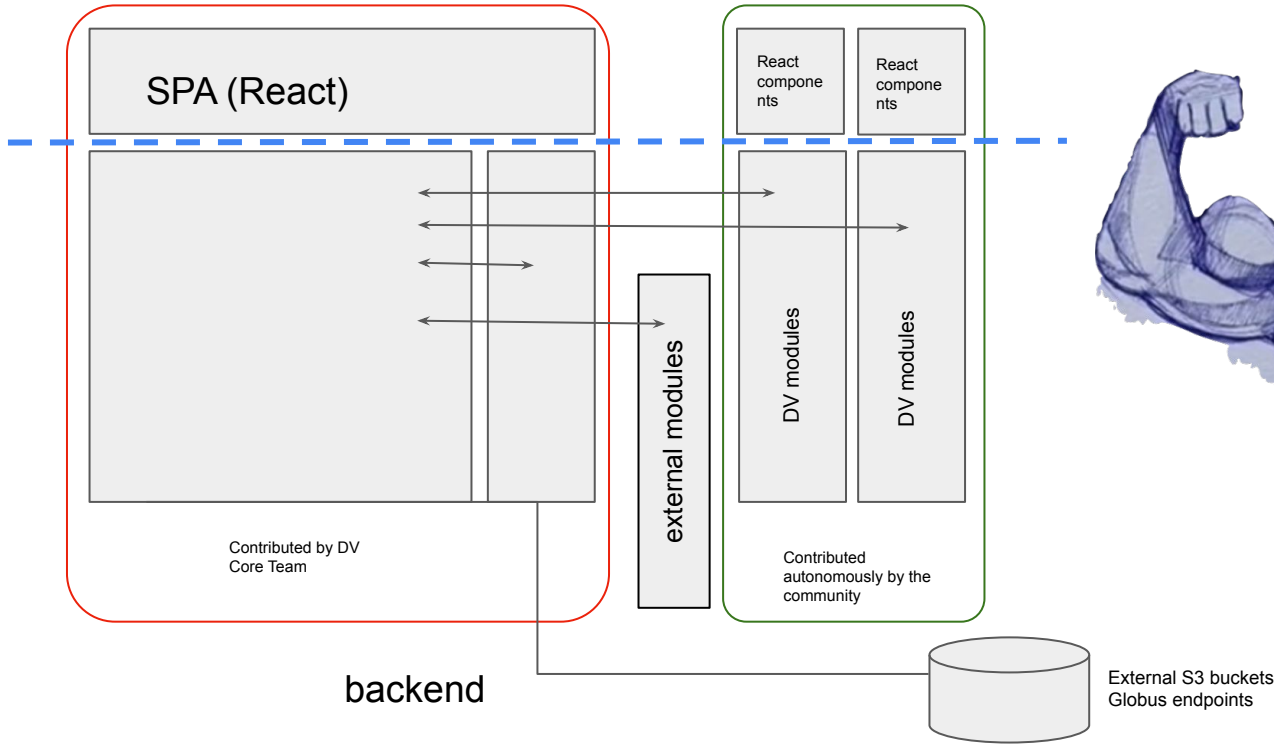 SPA (React)
React
compone
nts
React
compone
nts
external modules
DV modules
DV modules
Contributed by DV
Core Team
Contributed
autonomously by the
community
backend
External S3 buckets
Globus endpoints